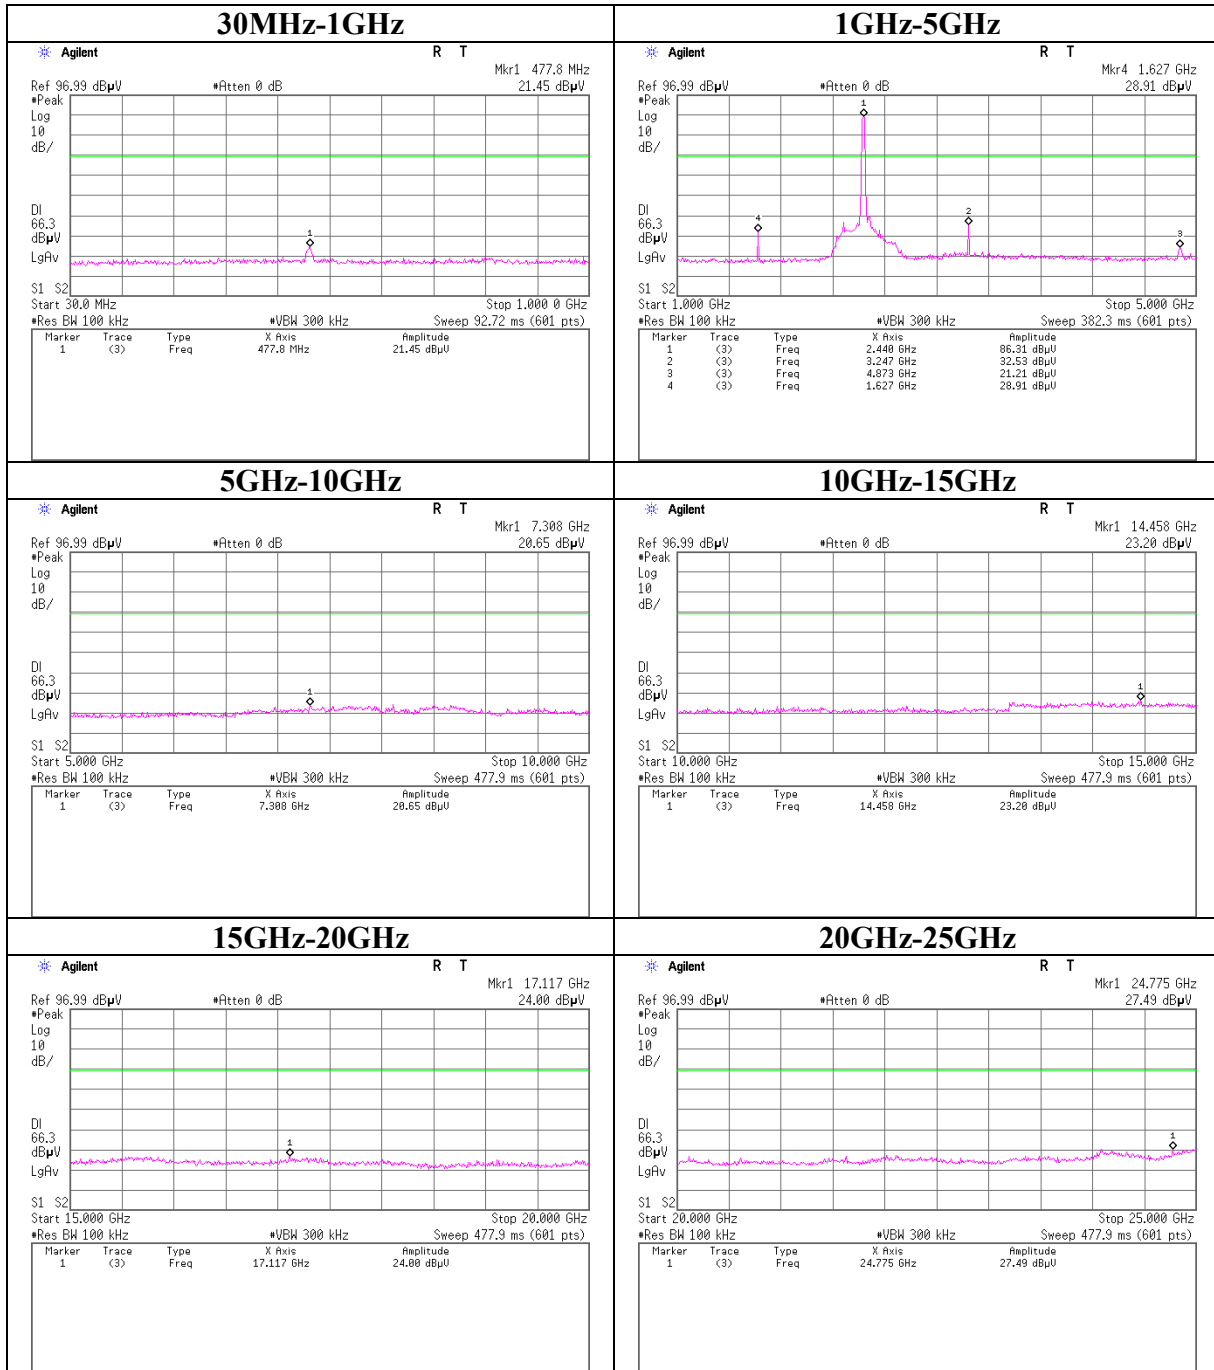 30MHz-1GHz
Agilent R T
Mkr1 477.8 MHz
Ref 96.99 dBµV #Atten 0 dB 21.45 dBµV
#Peak
Log
10
dB/
1
DI
66.3
dBµV
LgAv
S1 S2
Start 30.0 MHz Stop 1.000 0 GHz
#Res BW 100 kHz #VBW 300 kHz Sweep 92.72 ms (601 pts)
Marker Trace Type X Axis Amplitude
1 (3) Freq 477.8 MHz 21.45 dBµV
1GHz-5GHz
Agilent R T
Mkr4 1.627 GHz
Ref 96.99 dBµV #Atten 0 dB 28.91 dBµV
#Peak
Log
10
dB/
1
2
4
3
DI
66.3
dBµV
LgAv
S1 S2
Start 1.000 GHz Stop 5.000 GHz
#Res BW 100 kHz #VBW 300 kHz Sweep 382.3 ms (601 pts)
Marker Trace Type X Axis Amplitude
1 (3) Freq 2.440 GHz 86.31 dBµV
2 (3) Freq 3.247 GHz 32.53 dBµV
3 (3) Freq 4.873 GHz 21.21 dBµV
4 (3) Freq 1.627 GHz 28.91 dBµV
5GHz-10GHz
Agilent R T
Mkr1 7.308 GHz
Ref 96.99 dBµV #Atten 0 dB 20.65 dBµV
#Peak
Log
10
dB/
1
DI
66.3
dBµV
LgAv
S1 S2
Start 5.000 GHz Stop 10.000 GHz
#Res BW 100 kHz #VBW 300 kHz Sweep 477.9 ms (601 pts)
Marker Trace Type X Axis Amplitude
1 (3) Freq 7.308 GHz 20.65 dBµV
10GHz-15GHz
Agilent R T
Mkr1 14.458 GHz
Ref 96.99 dBµV #Atten 0 dB 23.20 dBµV
#Peak
Log
10
dB/
1
DI
66.3
dBµV
LgAv
S1 S2
Start 10.000 GHz Stop 15.000 GHz
#Res BW 100 kHz #VBW 300 kHz Sweep 477.9 ms (601 pts)
Marker Trace Type X Axis Amplitude
1 (3) Freq 14.458 GHz 23.20 dBµV
15GHz-20GHz
Agilent R T
Mkr1 17.117 GHz
Ref 96.99 dBµV #Atten 0 dB 24.00 dBµV
#Peak
Log
10
dB/
1
DI
66.3
dBµV
LgAv
S1 S2
Start 15.000 GHz Stop 20.000 GHz
#Res BW 100 kHz #VBW 300 kHz Sweep 477.9 ms (601 pts)
Marker Trace Type X Axis Amplitude
1 (3) Freq 17.117 GHz 24.00 dBµV
20GHz-25GHz
Agilent R T
Mkr1 24.775 GHz
Ref 96.99 dBµV #Atten 0 dB 27.49 dBµV
#Peak
Log
10
dB/
1
DI
66.3
dBµV
LgAv
S1 S2
Start 20.000 GHz Stop 25.000 GHz
#Res BW 100 kHz #VBW 300 kHz Sweep 477.9 ms (601 pts)
Marker Trace Type X Axis Amplitude
1 (3) Freq 24.775 GHz 27.49 dBµV